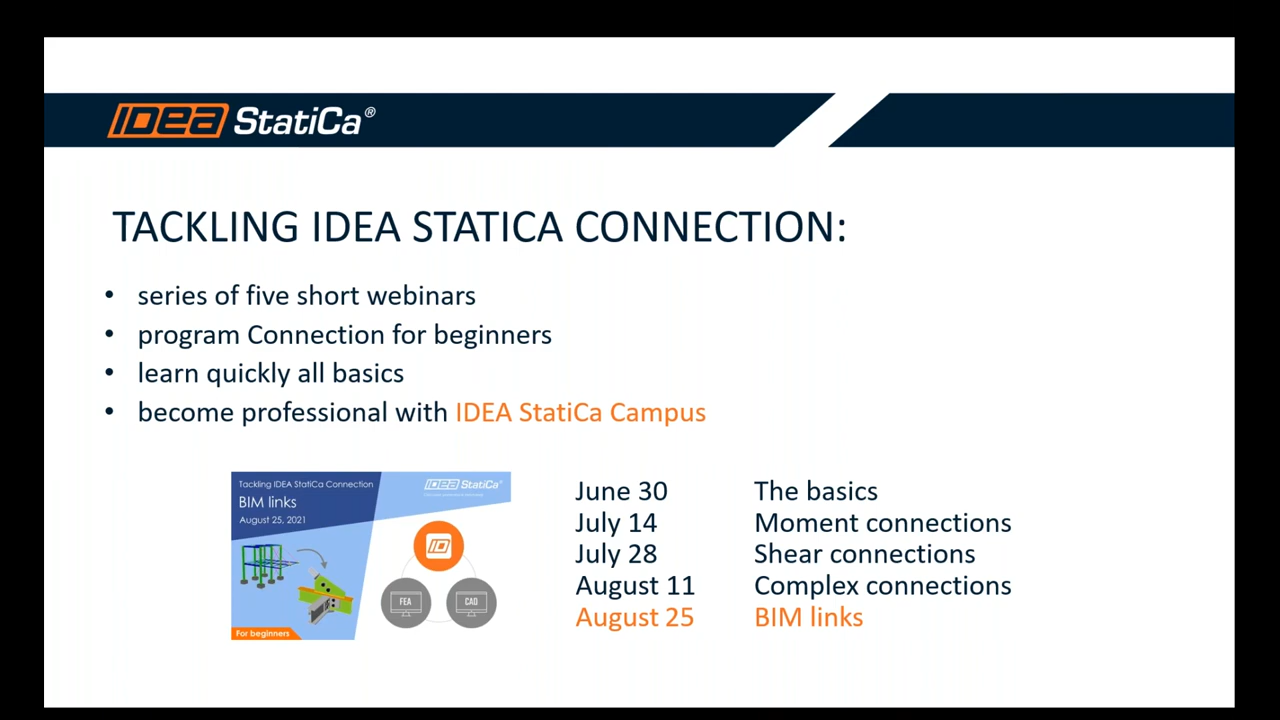 IDEA StatiCa®
TACKLING IDEA STATICA CONNECTION:
• series of five short webinars
• program Connection for beginners
• learn quickly all basics
• become professional with IDEA StatiCa Campus
Tackling IDEA StatiCa Connection
IDEA StatiCa®
BIM links
August 25, 2021
FEA
CAD
For beginners
June 30 The basics
July 14 Moment connections
July 28 Shear connections
August 11 Complex connections
August 25 BIM links